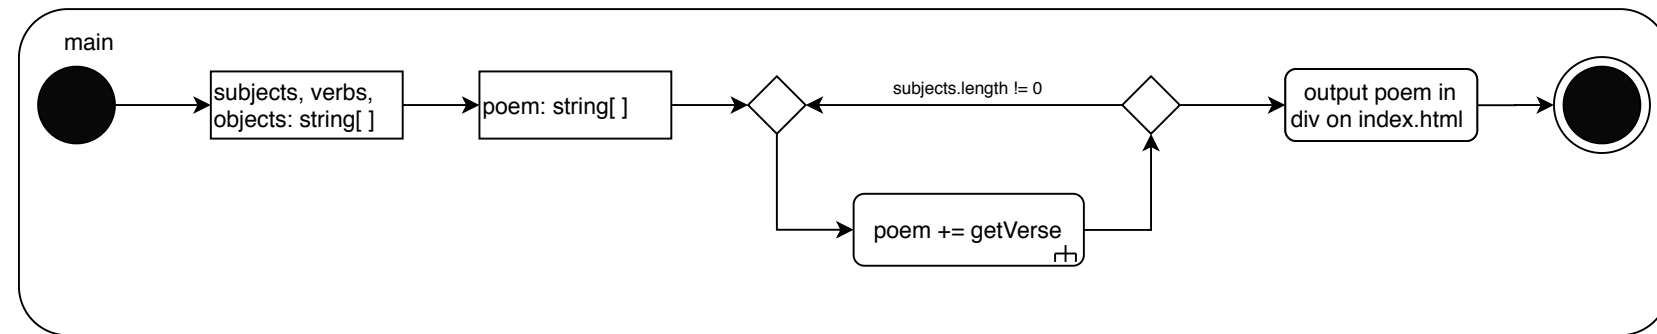 main
subjects, verbs,
objects: string[ ]
poem: string[ ]
subjects.length != 0
poem += getVerse
output poem in
div on index.html